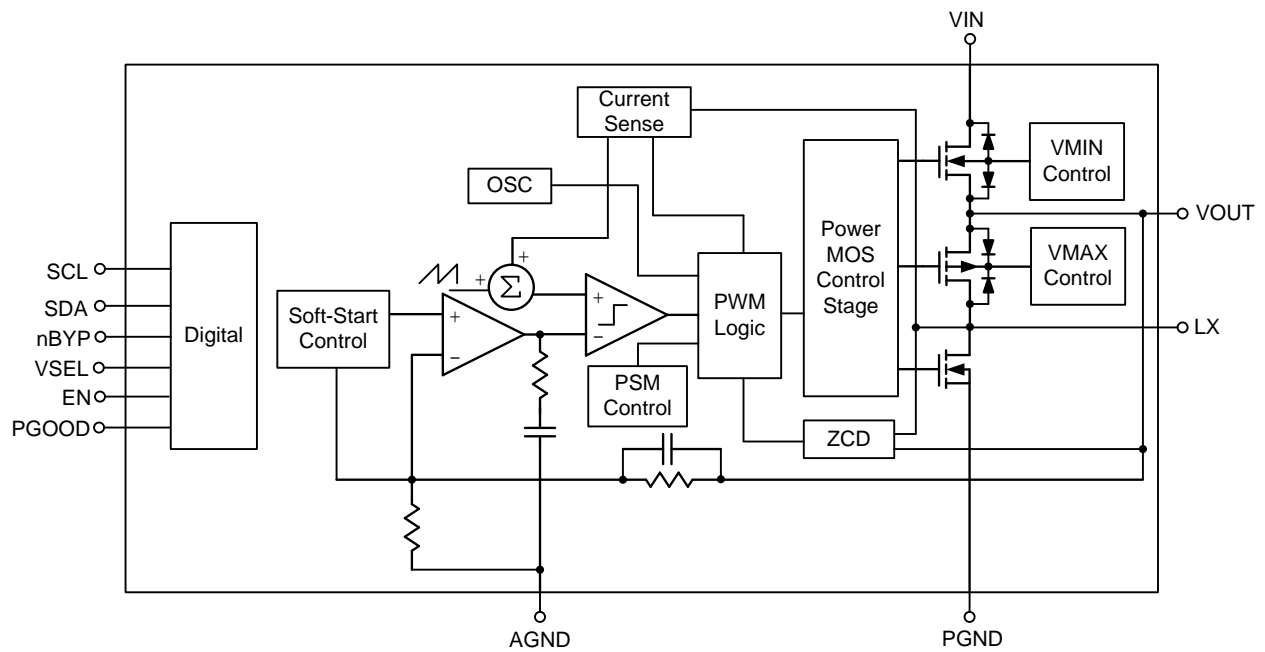 VIN
Current
Sense
VMIN
Control
OSC
VOUT
Power
MOS
Control
Stage
VMAX
Control
SCL
SDA
nBYP
VSEL
EN
PGOOD
Digital
Soft-Start
Control
+
−
+
+
Σ
+
−
PWM
Logic
LX
PSM
Control
ZCD
AGND
PGND